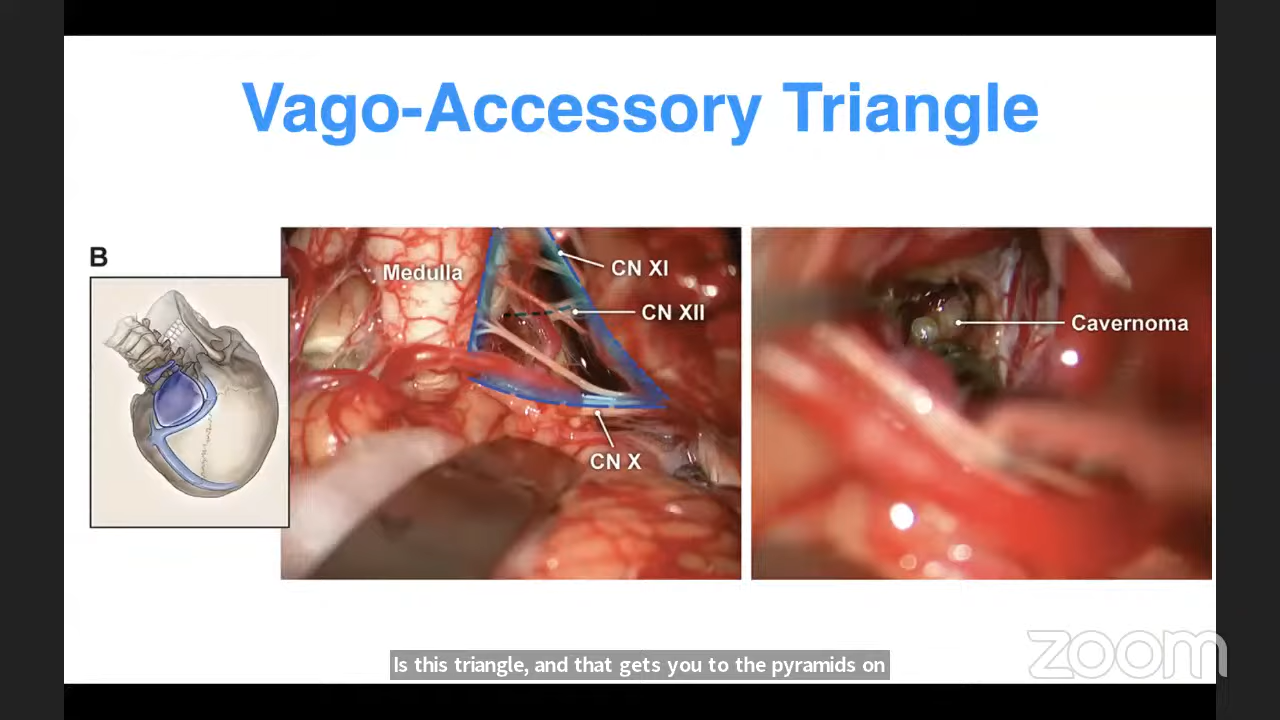 Vago-Accessory Triangle
B
Medulla
CN XI
CN XII
CN X
Cavernoma
Is this triangle, and that gets you to the pyramids on
zoom